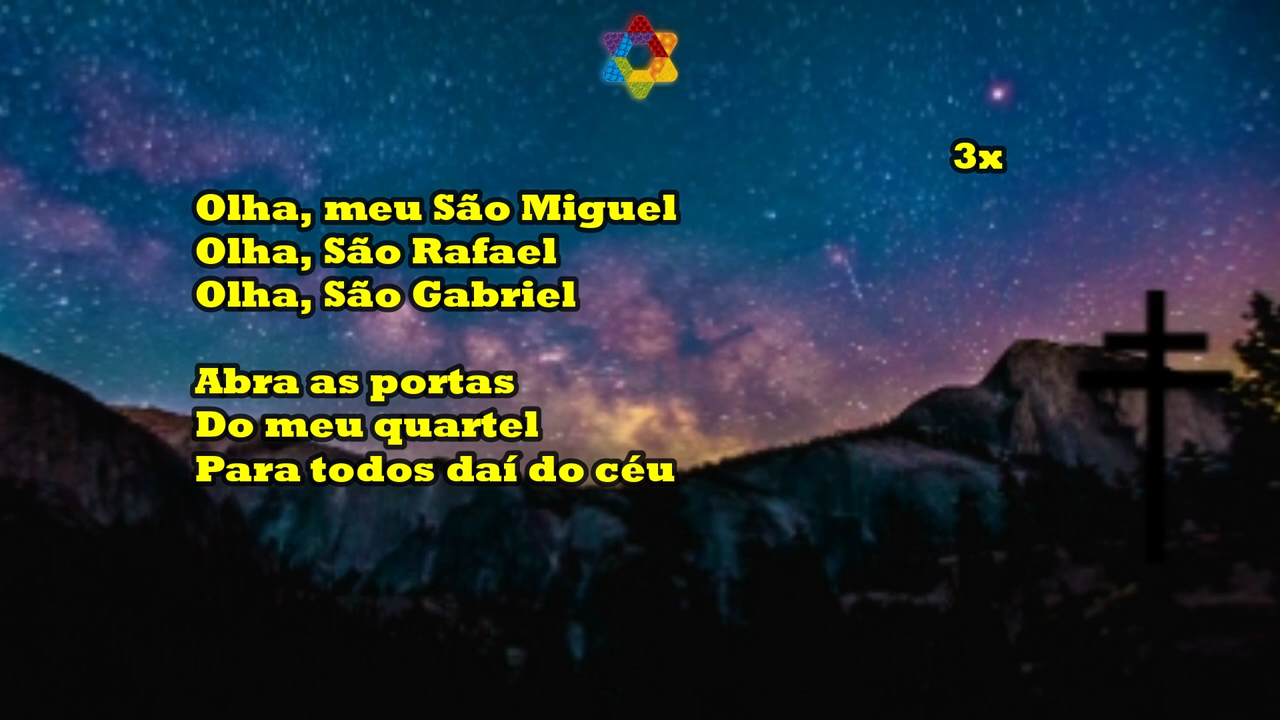 3x
Olha, meu São Miguel
Olha, São Rafael
Olha, São Gabriel
Abra as portas
Do meu quartel
Para todos daí do céu